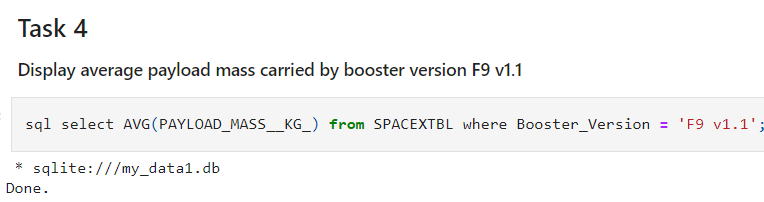 Task 4
Display average payload mass carried by booster version F9 v1.1
sql select AVG(PAYLOAD_MASS__KG_) from SPACEXTBL where Booster_Version = 'F9 v1.1';
* sqlite:///my_data1.db
Done.